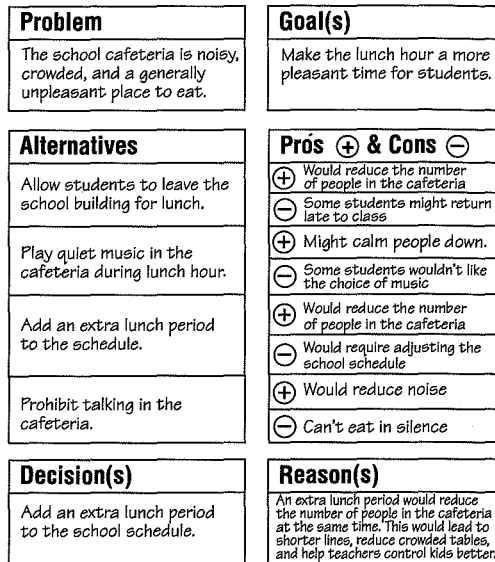 Problem
The school cafeteria is noisy,
crowded, and a generally
unpleasant place to eat.
Goal(s)
Make the lunch hour a more
pleasant time for students.
Alternatives
Allow students to leave the
school building for lunch.
Play quiet music in the
cafeteria during lunch hour.
Add an extra lunch period
to the schedule.
Prohibit talking in the
cafeteria.
Prós + & Cons −
+ Would reduce the number
of people in the cafeteria
− Some students might return
late to class
+ Might calm people down.
− Some students wouldn't like
the choice of music
+ Would reduce the number
of people in the cafeteria
− Would require adjusting the
school schedule
+ Would reduce noise
− Can't eat in silence
Decision(s)
Add an extra lunch period
to the school schedule.
Reason(s)
An extra lunch period would reduce
the number of people in the cafeteria
at the same time. This would lead to
shorter lines, reduce crowded tables,
and help teachers control kids better.